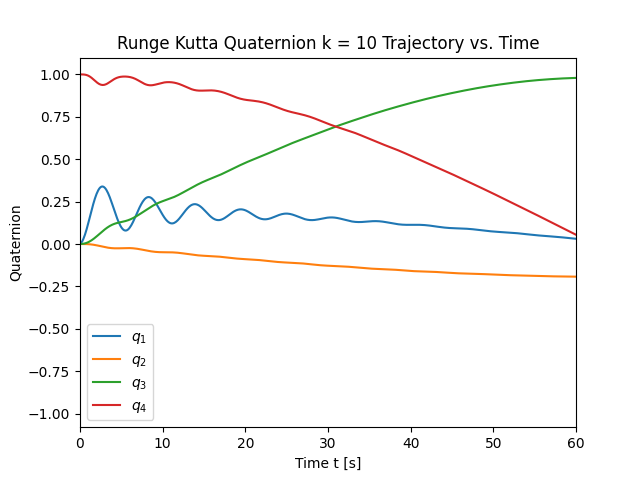 Runge Kutta Quaternion k = 10 Trajectory vs. Time
1.00
0.75
0.50
0.25
0.00
−0.25
−0.50
−0.75
−1.00
Quaternion
q₁
q₂
q₃
q₄
0 10 20 30 40 50 60
Time t [s]